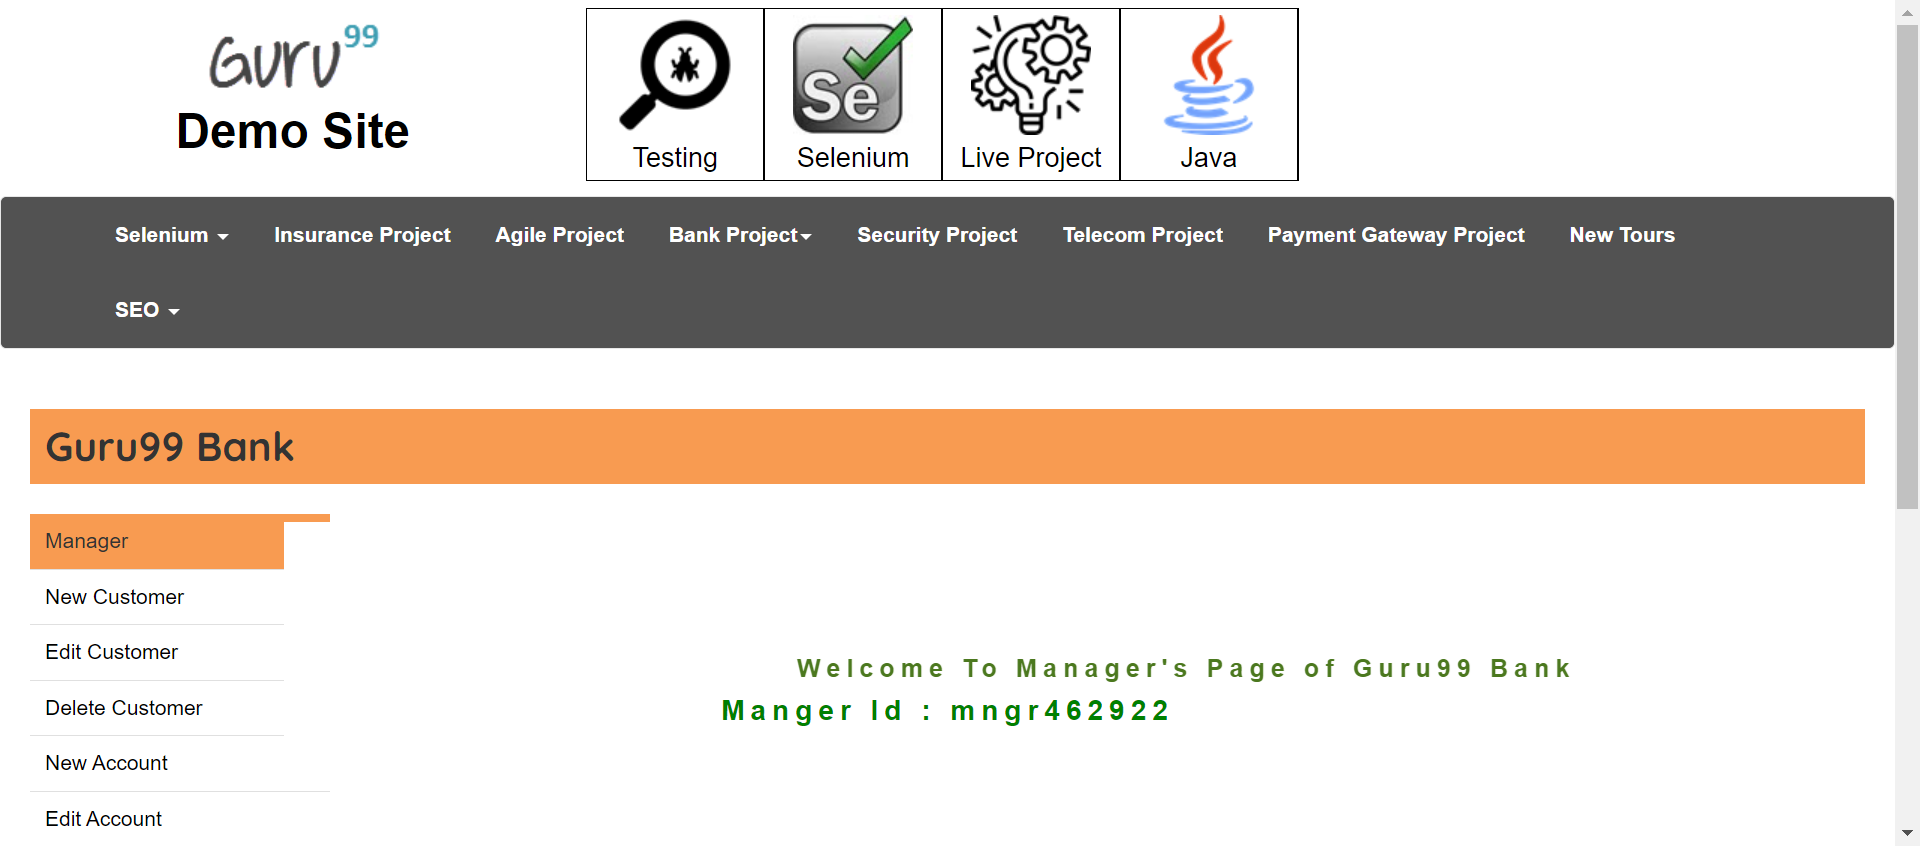 Guru99
Demo Site
Se
Testing
Selenium
Live Project
Java
Selenium
Insurance Project
Agile Project
Bank Project
Security Project
Telecom Project
Payment Gateway Project
New Tours
SEO
Guru99 Bank
Manager
New Customer
Edit Customer
Delete Customer
New Account
Edit Account
Welcome To Manager's Page of Guru99 Bank
Manger Id : mngr462922